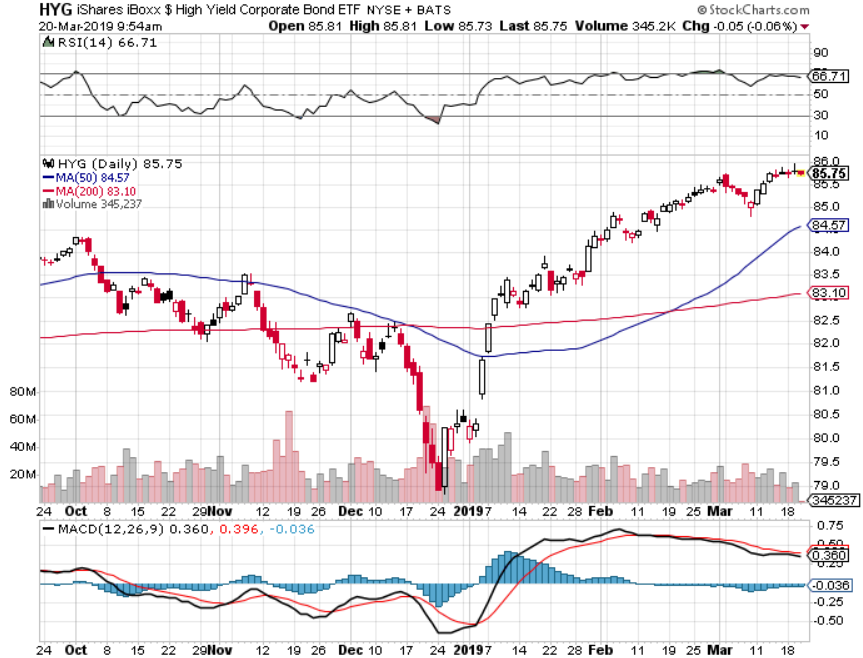 HYG iShares iBoxx $ High Yield Corporate Bond ETF NYSE + BATS
© StockCharts.com
20-Mar-2019 9:54am
Open 85.81 High 85.81 Low 85.73 Last 85.75 Volume 345.2K Chg -0.05 (-0.06%)
RSI(14) 66.71
90
66.71
50
30
10
HYG (Daily) 85.75
MA(50) 84.57
MA(200) 83.10
Volume 345,237
86.0
85.75
85.5
85.0
84.57
84.0
83.5
83.10
82.5
82.0
81.5
81.0
80.5
80.0
79.5
79.0
80M
60M
40M
20M
345237
24 Oct 8 15 22 29 Nov 12 19 26 Dec 10 17 24 2019 7 14 22 28 Feb 11 19 25 Mar 11 18
MACD(12,26,9) 0.360, 0.396, -0.036
0.75
0.50
0.360
0.25
-0.036
-0.25
-0.50
24 Oct 8 15 22 29 Nov 12 19 26 Dec 10 17 24 2019 7 14 22 28 Feb 11 19 25 Mar 11 18